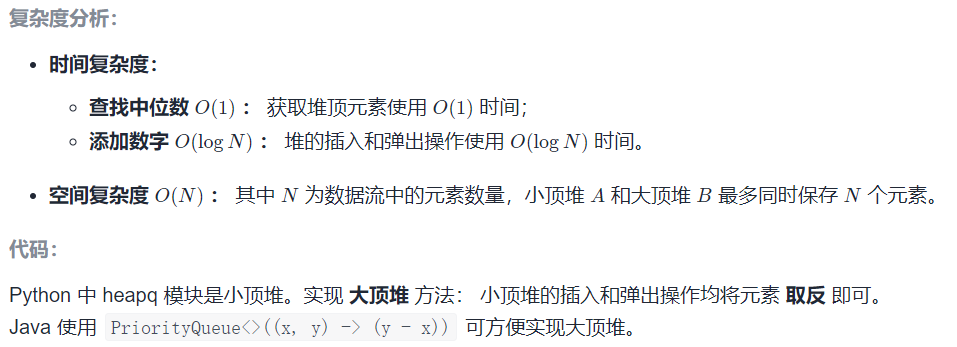 复杂度分析：
• 时间复杂度：
◦ 查找中位数 O(1)： 获取堆顶元素使用 O(1) 时间；
◦ 添加数字 O(log N)： 堆的插入和弹出操作使用 O(log N) 时间。
• 空间复杂度 O(N)： 其中 N 为数据流中的元素数量，小顶堆 A 和大顶堆 B 最多同时保存 N 个元素。
代码：
Python 中 heapq 模块是小顶堆。实现 大顶堆 方法： 小顶堆的插入和弹出操作均将元素 取反 即可。
Java 使用 PriorityQueue<>((x, y) -> (y - x)) 可方便实现大顶堆。